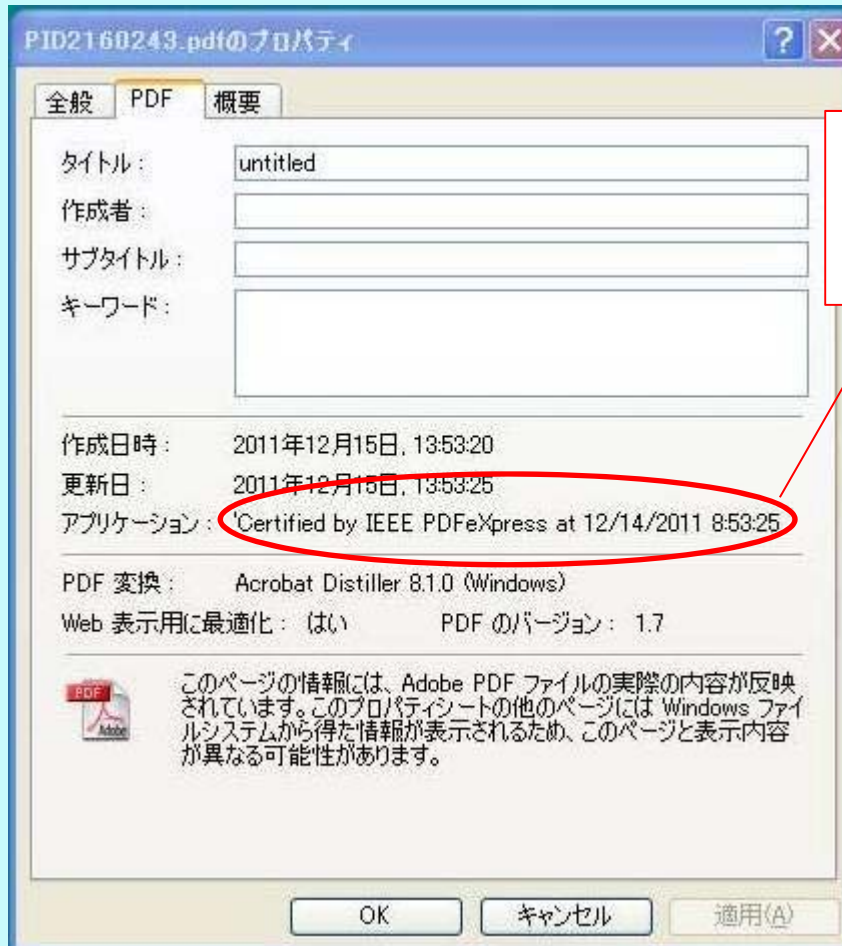 PID2160243.pdfのプロパティ
全般 PDF 概要
タイトル： untitled
作成者：
サブタイトル：
キーワード：
作成日時： 2011年12月15日, 13:53:20
更新日： 2011年12月15日, 13:53:25
アプリケーション： 'Certified by IEEE PDFeXpress at 12/14/2011 8:53:25
PDF 変換： Acrobat Distiller 8.1.0 (Windows)
Web 表示用に最適化： はい PDF のバージョン： 1.7
PDF
Adobe
このページの情報には、Adobe PDF ファイルの実際の内容が反映
されています。このプロパティシートの他のページには Windows ファイ
ルシステムから得た情報が表示されるため、このページと表示内容
が異なる可能性があります。
OK キャンセル 適用(A)